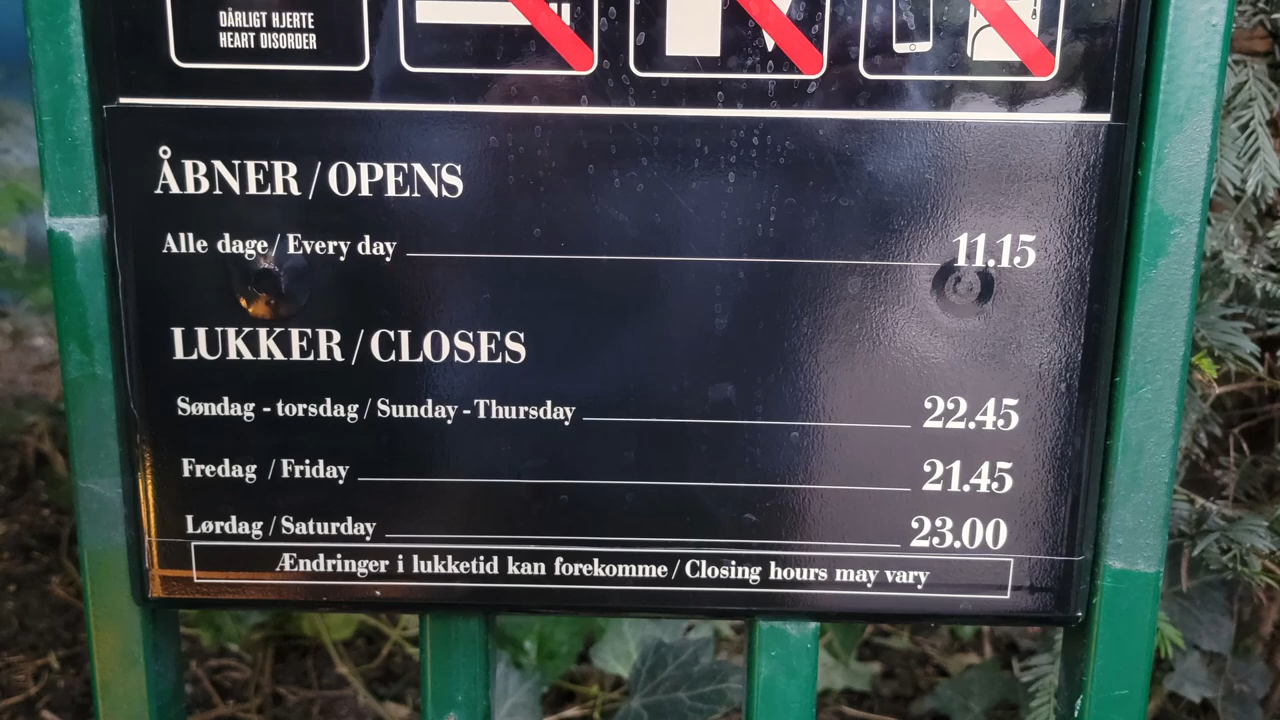 DÅRLIGT HJERTE
HEART DISORDER
ÅBNER / OPENS
Alle dage / Every day 11.15
LUKKER / CLOSES
Søndag - torsdag / Sunday - Thursday 22.45
Fredag / Friday 21.45
Lørdag / Saturday 23.00
Ændringer i lukketid kan forekomme / Closing hours may vary